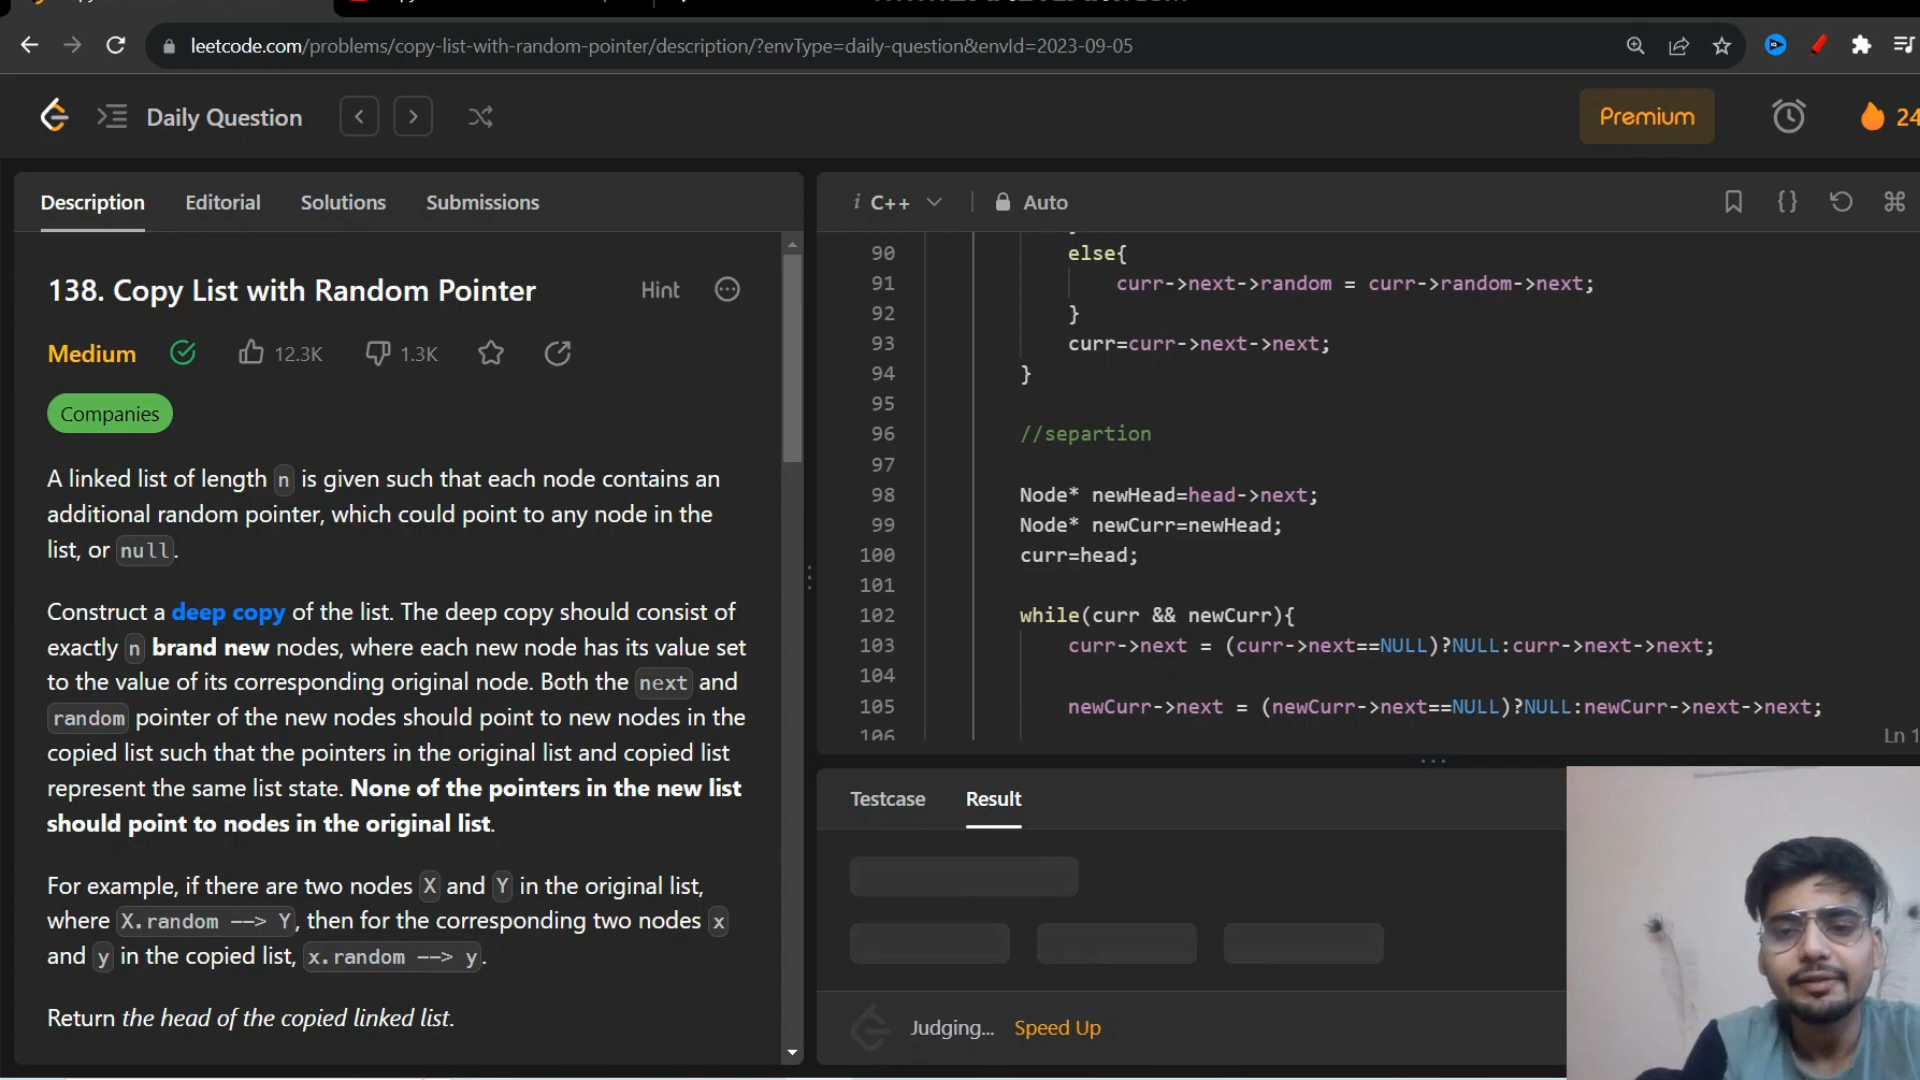 leetcode.com/problems/copy-list-with-random-pointer/description/?envType=daily-question&envId=2023-09-05
Daily Question
Premium
24
Description Editorial Solutions Submissions
138. Copy List with Random Pointer
Hint
Medium 12.3K 1.3K
Companies
A linked list of length n is given such that each node contains an
additional random pointer, which could point to any node in the
list, or null.
Construct a deep copy of the list. The deep copy should consist of
exactly n brand new nodes, where each new node has its value set
to the value of its corresponding original node. Both the next and
random pointer of the new nodes should point to new nodes in the
copied list such that the pointers in the original list and copied list
represent the same list state. None of the pointers in the new list
should point to nodes in the original list.
For example, if there are two nodes X and Y in the original list,
where X.random --> Y, then for the corresponding two nodes x
and y in the copied list, x.random --> y.
Return the head of the copied linked list.
i C++ Auto
90 else{
91 curr->next->random = curr->random->next;
92 }
93 curr=curr->next->next;
94 }
95
96 //separtion
97
98 Node* newHead=head->next;
99 Node* newCurr=newHead;
100 curr=head;
101
102 while(curr && newCurr){
103 curr->next = (curr->next==NULL)?NULL:curr->next->next;
104
105 newCurr->next = (newCurr->next==NULL)?NULL:newCurr->next->next;
106
Ln 1
Testcase Result
Judging... Speed Up